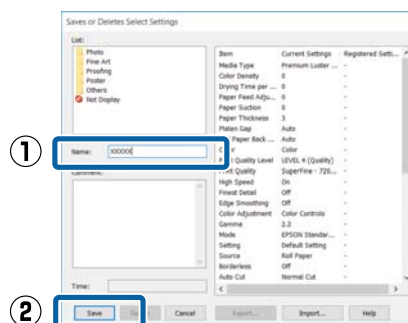 Saves or Deletes Select Settings
List:
Photo
Fine Art
Proofing
Poster
Others
Not Display
① Name: XXXXX
Comment:
Time:
② Save Cancel Export... Import... Help
Item Current Settings Registered Setti...
Media Type Premium Luster ... -
Color Density 0 -
Drying Time per ... 0 -
Paper Feed Adju... 0 -
Paper Suction 0 -
Paper Thickness 3 -
Platen Gap Auto -
Paper Back ... Auto -
Color -
Quality Level LEVEL 4 (Quality) -
Print Quality SuperFine - 720... -
High Speed On -
Finest Detail Off -
Edge Smoothing Off -
Color Adjustment Color Controls -
Gamma 2.2 -
Mode EPSON Standar... -
Setting Default Setting -
Source Roll Paper -
Borderless Off -
Auto Cut Normal Cut -